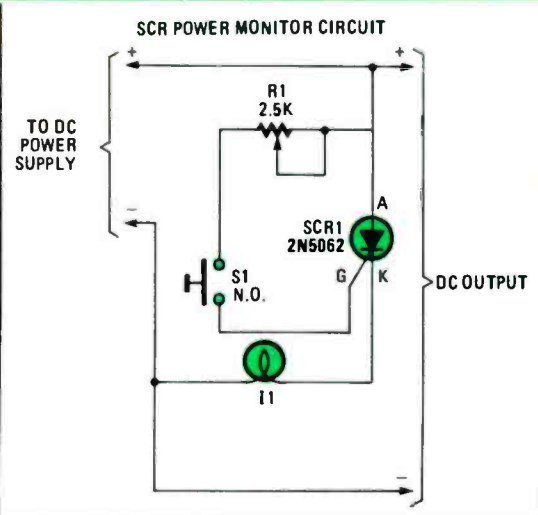 SCR POWER MONITOR CIRCUIT
+ +
R1
2.5K
TO DC
POWER
SUPPLY
A
SCR1
2N5062
−
G K
S1
N.O.
DC OUTPUT
I1
−